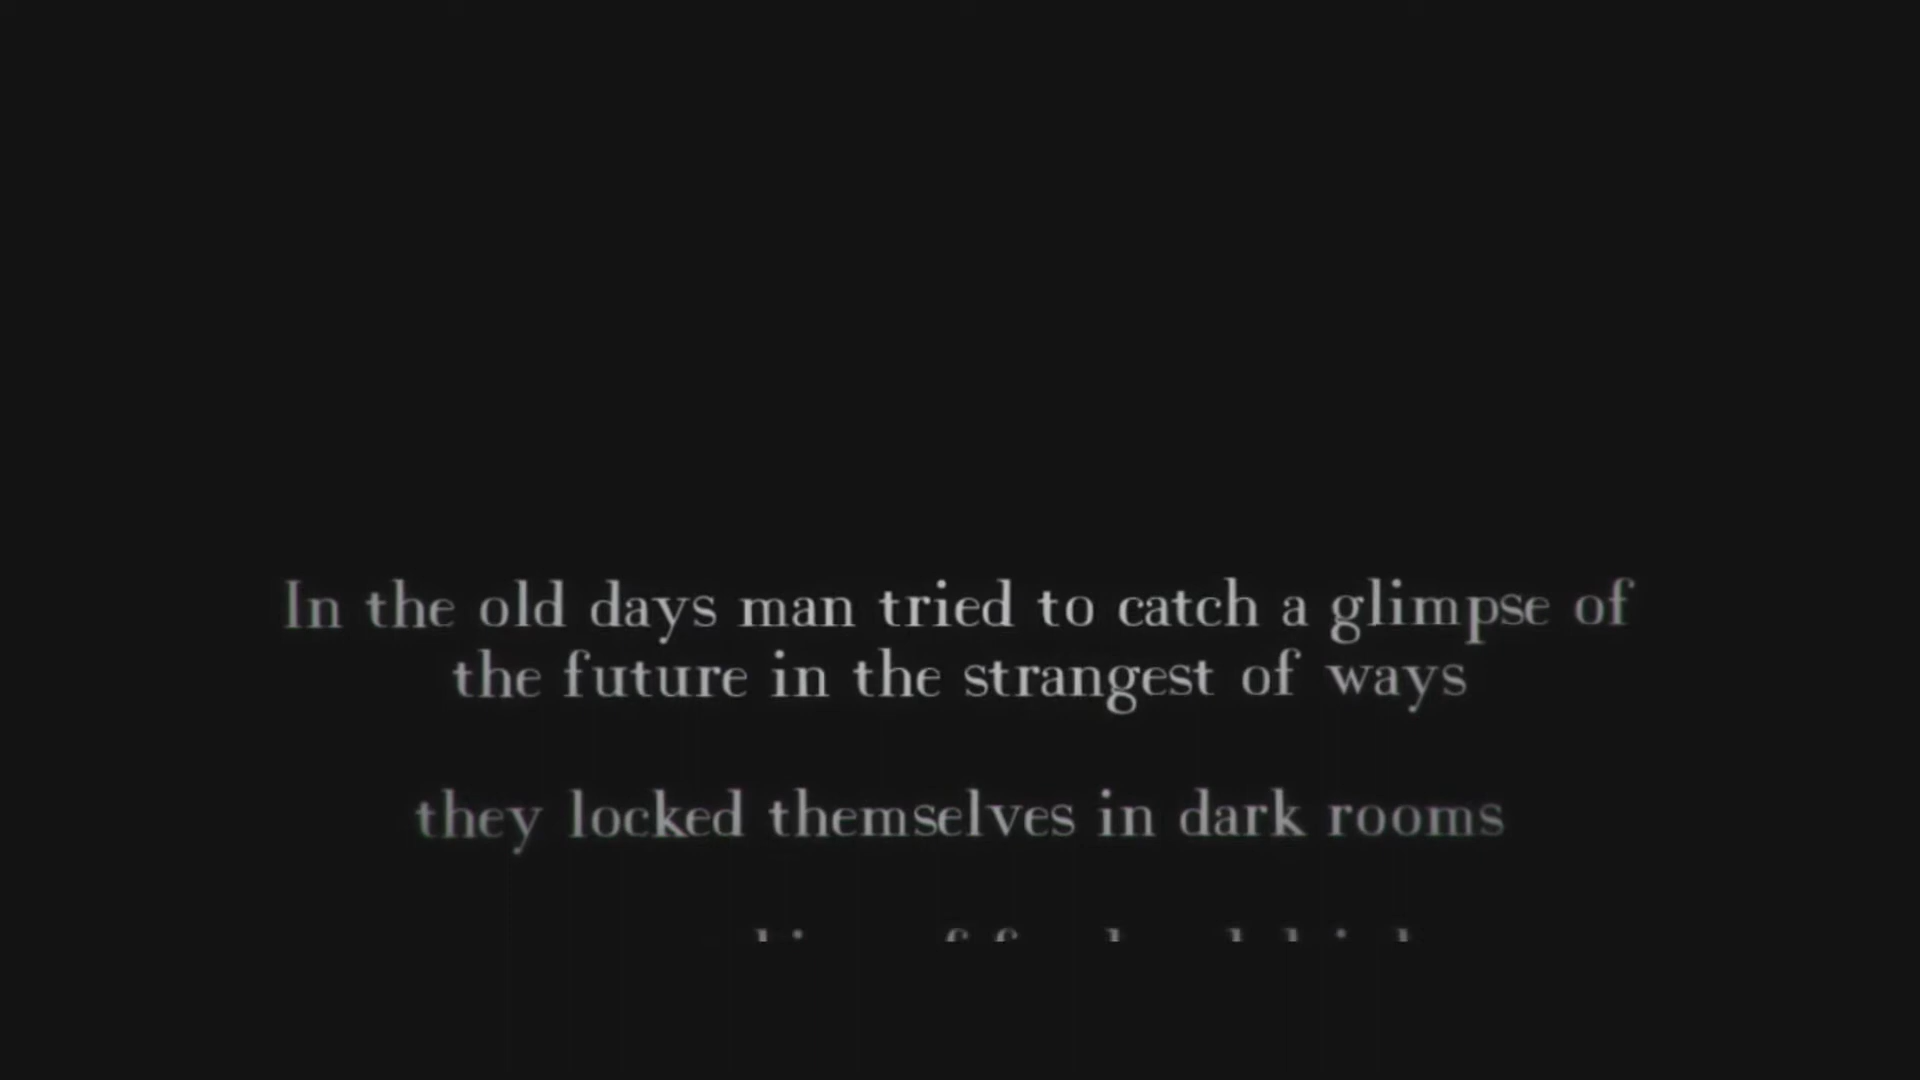 In the old days man tried to catch a glimpse of
the future in the strangest of ways
they locked themselves in dark rooms